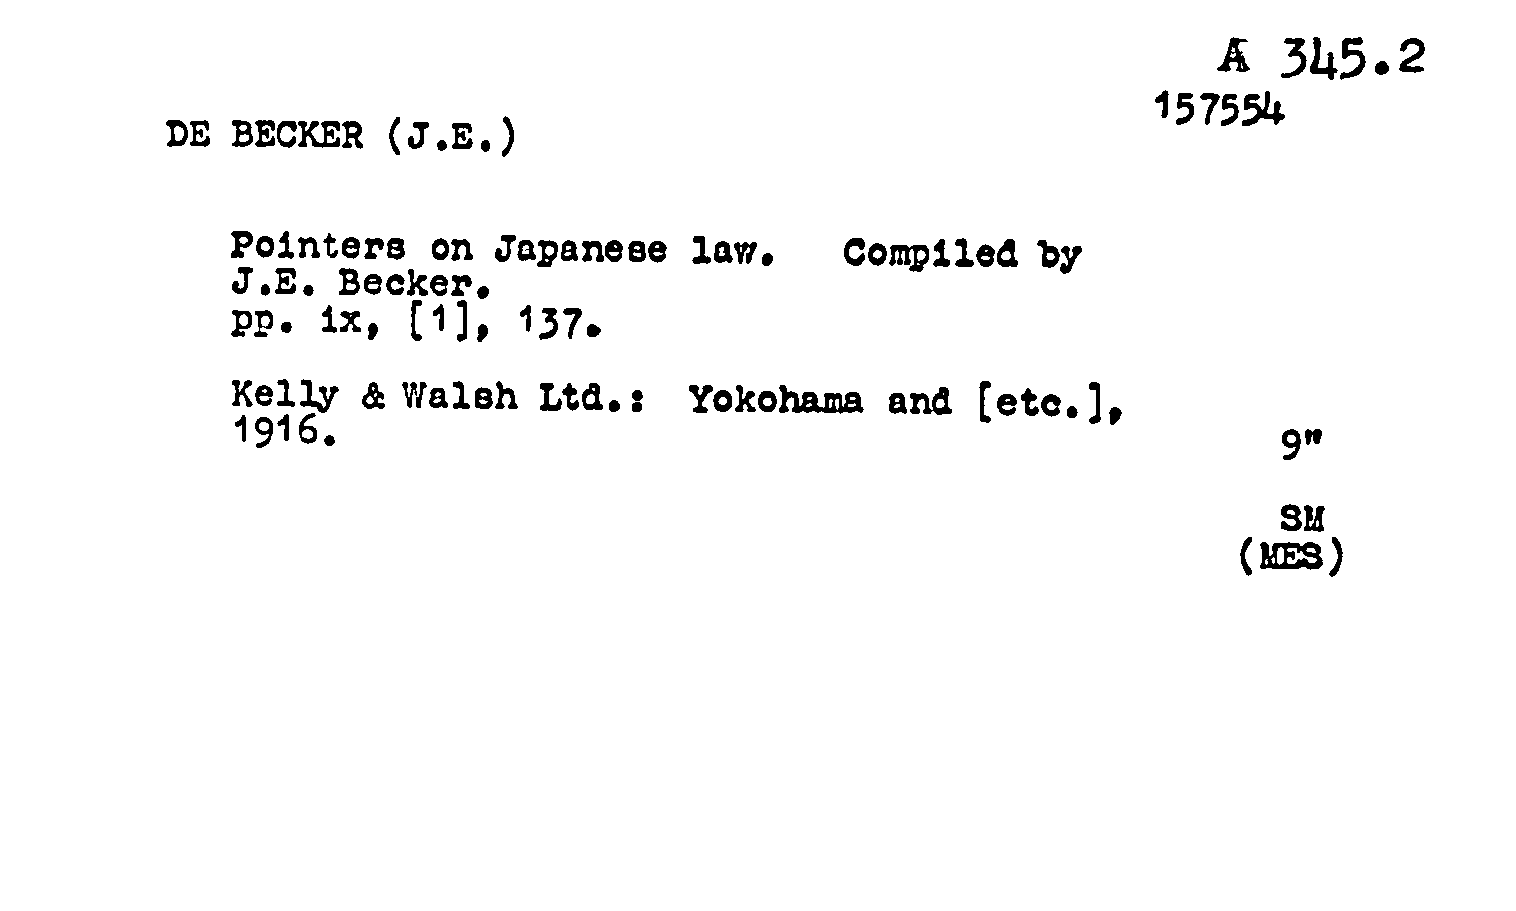 A 345.2
157554
DE BECKER (J.E.)
Pointers on Japanese law. Compiled by
J.E. Becker.
pp. ix, [1], 137.
Kelly & Walsh Ltd.: Yokohama and [etc.],
1916.
9"
SM
(MES)